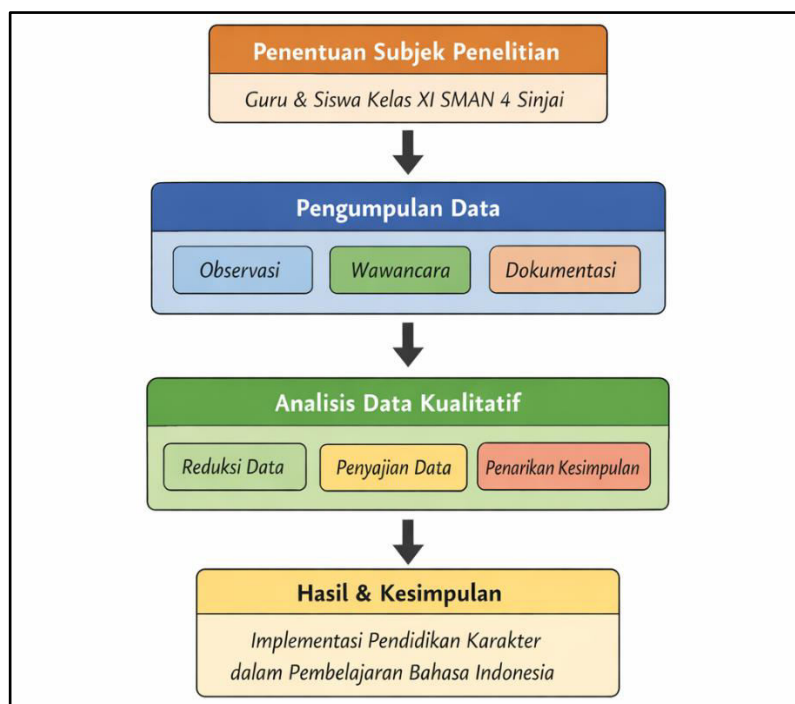 Penentuan Subjek Penelitian
Guru & Siswa Kelas XI SMAN 4 Sinjai
Pengumpulan Data
Observasi
Wawancara
Dokumentasi
Analisis Data Kualitatif
Reduksi Data
Penyajian Data
Penarikan Kesimpulan
Hasil & Kesimpulan
Implementasi Pendidikan Karakter
dalam Pembelajaran Bahasa Indonesia